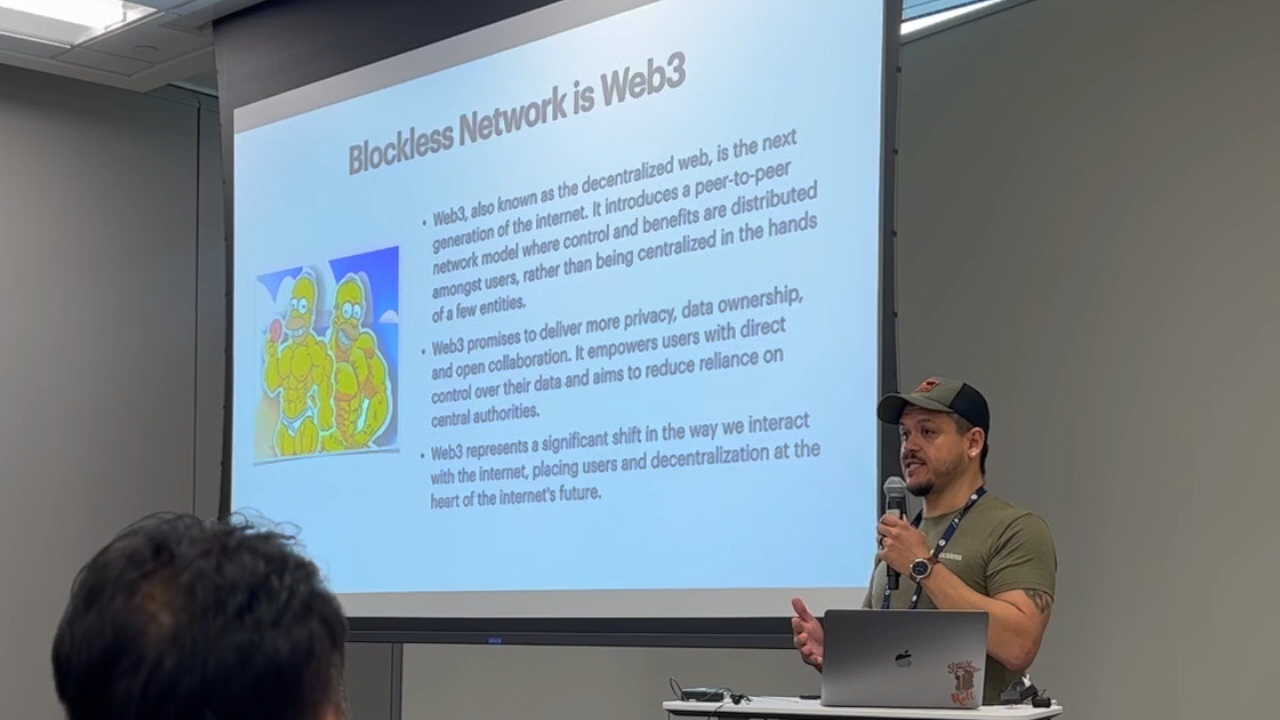 Blockless Network is Web3
• Web3, also known as the decentralized web, is the next
generation of the internet. It introduces a peer-to-peer
network model where control and benefits are distributed
amongst users, rather than being centralized in the hands
of a few entities.
• Web3 promises to deliver more privacy, data ownership,
and open collaboration. It empowers users with direct
control over their data and aims to reduce reliance on
central authorities.
• Web3 represents a significant shift in the way we interact
with the internet, placing users and decentralization at the
heart of the internet's future.